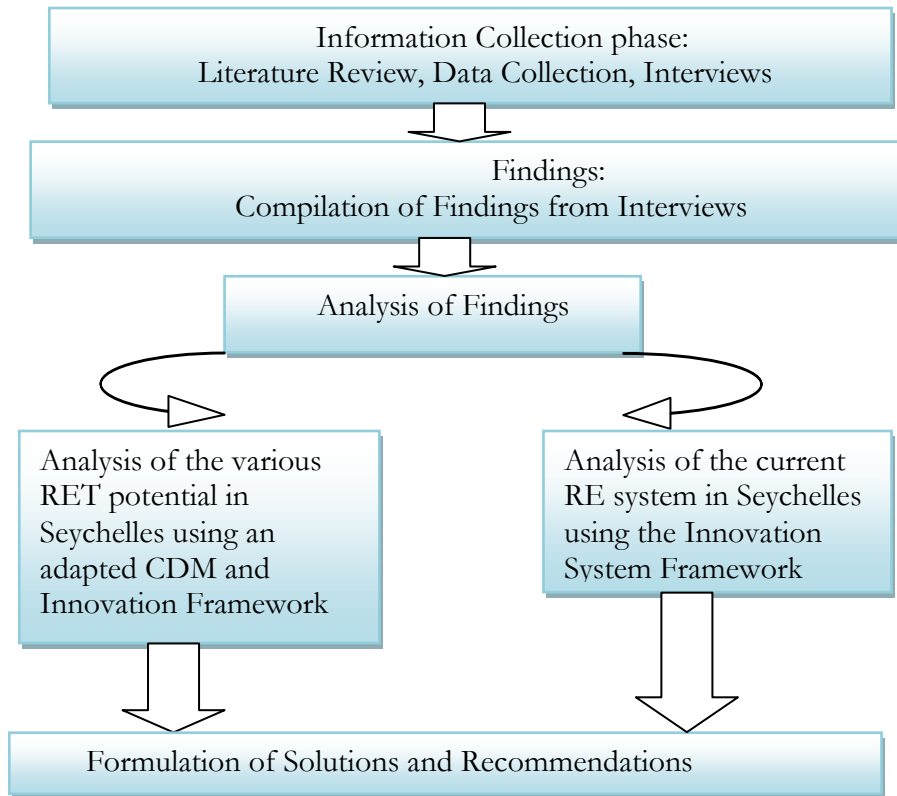 Information Collection phase:
Literature Review, Data Collection, Interviews
Findings:
Compilation of Findings from Interviews
Analysis of Findings
Analysis of the various
RET potential in
Seychelles using an
adapted CDM and
Innovation Framework
Analysis of the current
RE system in Seychelles
using the Innovation
System Framework
Formulation of Solutions and Recommendations